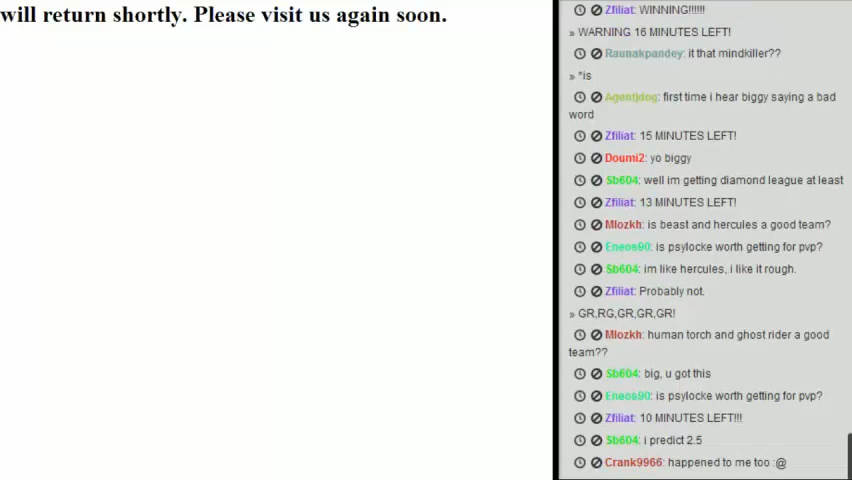 will return shortly. Please visit us again soon.
Zfiliat: WINNING!!!!!!
» WARNING 16 MINUTES LEFT!
Raunakpandey: it that mindkiller??
» *is
Agentjdog: first time i hear biggy saying a bad
word
Zfiliat: 15 MINUTES LEFT!
Doumi2: yo biggy
Sb604: well im getting diamond league at least
Zfiliat: 13 MINUTES LEFT!
Mlozkh: is beast and hercules a good team?
Eneos90: is psylocke worth getting for pvp?
Sb604: im like hercules, i like it rough.
Zfiliat: Probably not.
» GR,RG,GR,GR,GR!
Mlozkh: human torch and ghost rider a good
team??
Sb604: big, u got this
Eneos90: is psylocke worth getting for pvp?
Zfiliat: 10 MINUTES LEFT!!!
Sb604: i predict 2.5
Crank9966: happened to me too :@